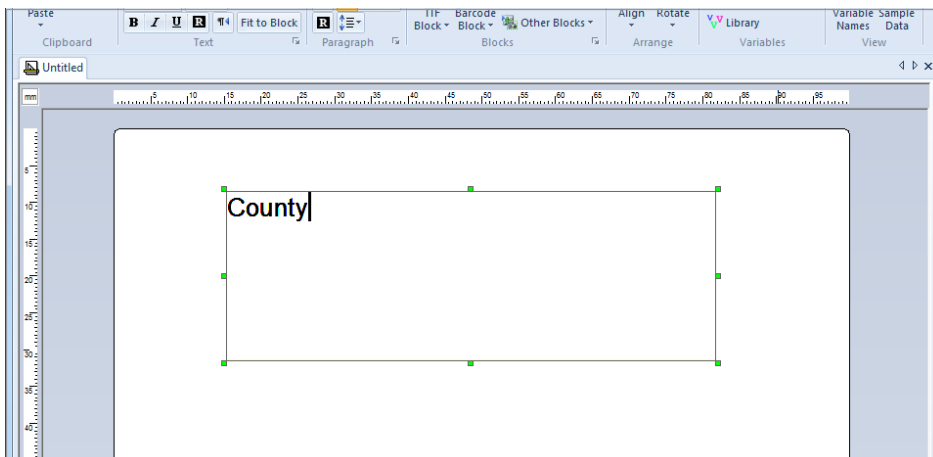 Paste
B I U R ¶ Fit to Block R TTF Block Barcode Block Other Blocks Align Rotate Library Variable Names Sample Data
Clipboard Text Paragraph Blocks Arrange Variables View
Untitled
mm 5 10 15 20 25 30 35 40 45 50 55 60 65 70 75 80 85 90 95
5
County
10
15
20
25
30
35
40